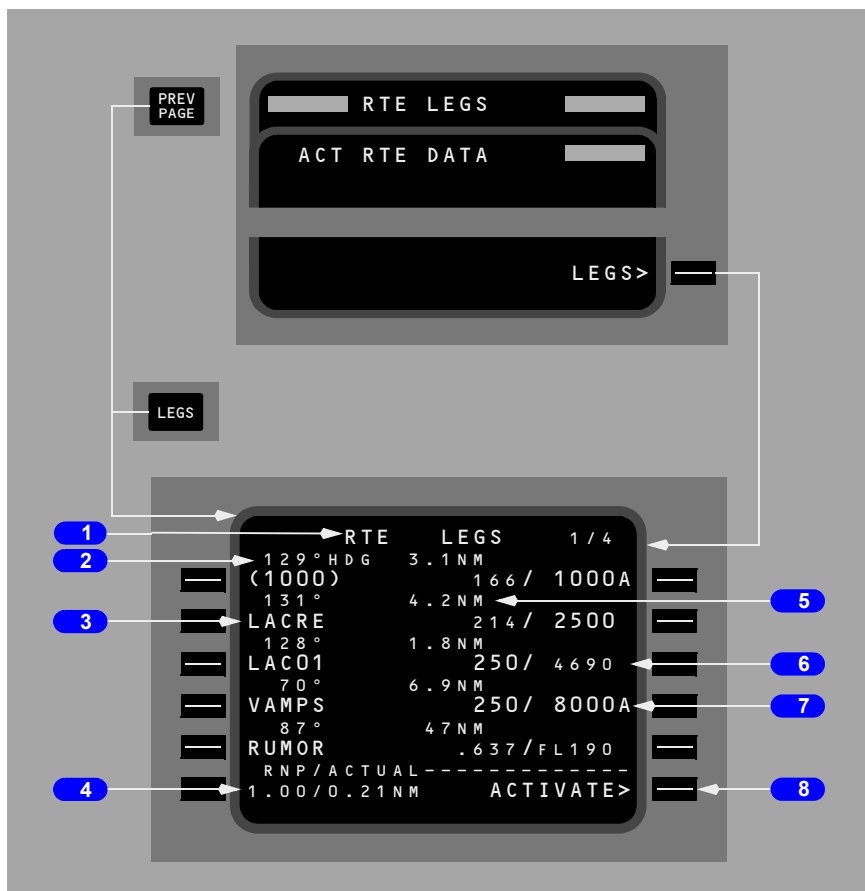 PREV
PAGE
RTE LEGS
ACT RTE DATA
LEGS>
LEGS
1
RTE LEGS 1/4
2
129°HDG 3.1NM
(1000) 166/ 1000A
131° 4.2NM
5
3
LACRE 214/ 2500
128° 1.8NM
LACO1 250/ 4690
6
70° 6.9NM
VAMPS 250/ 8000A
7
87° 47NM
RUMOR .637/FL190
RNP/ACTUAL--------------
4
1.00/0.21NM ACTIVATE>
8